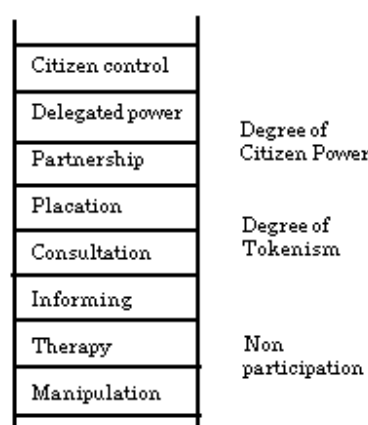 Citizen control
Delegated power
Partnership
Placation
Consultation
Informing
Therapy
Manipulation
Degree of
Citizen Power
Degree of
Tokenism
Non
participation